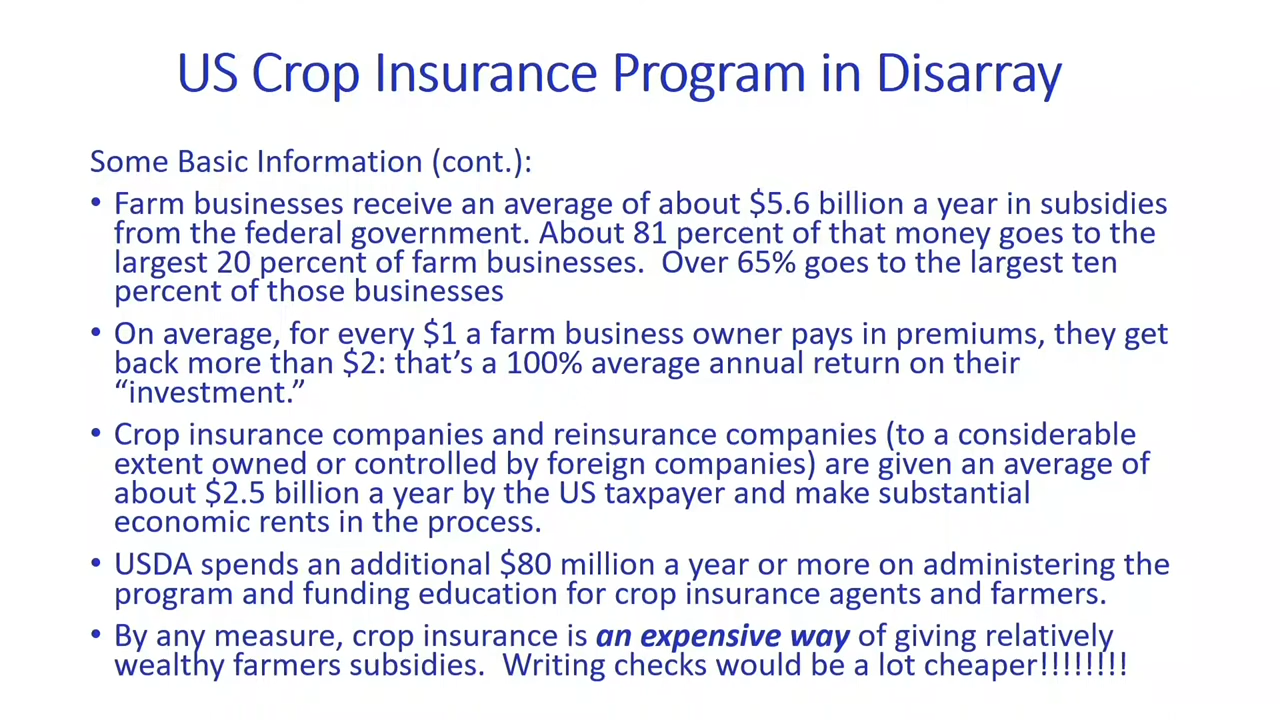 US Crop Insurance Program in Disarray
Some Basic Information (cont.):
• Farm businesses receive an average of about $5.6 billion a year in subsidies
from the federal government. About 81 percent of that money goes to the
largest 20 percent of farm businesses.  Over 65% goes to the largest ten
percent of those businesses
• On average, for every $1 a farm business owner pays in premiums, they get
back more than $2: that’s a 100% average annual return on their
“investment.”
• Crop insurance companies and reinsurance companies (to a considerable
extent owned or controlled by foreign companies) are given an average of
about $2.5 billion a year by the US taxpayer and make substantial
economic rents in the process.
• USDA spends an additional $80 million a year or more on administering the
program and funding education for crop insurance agents and farmers.
• By any measure, crop insurance is an expensive way of giving relatively
wealthy farmers subsidies.  Writing checks would be a lot cheaper!!!!!!!!